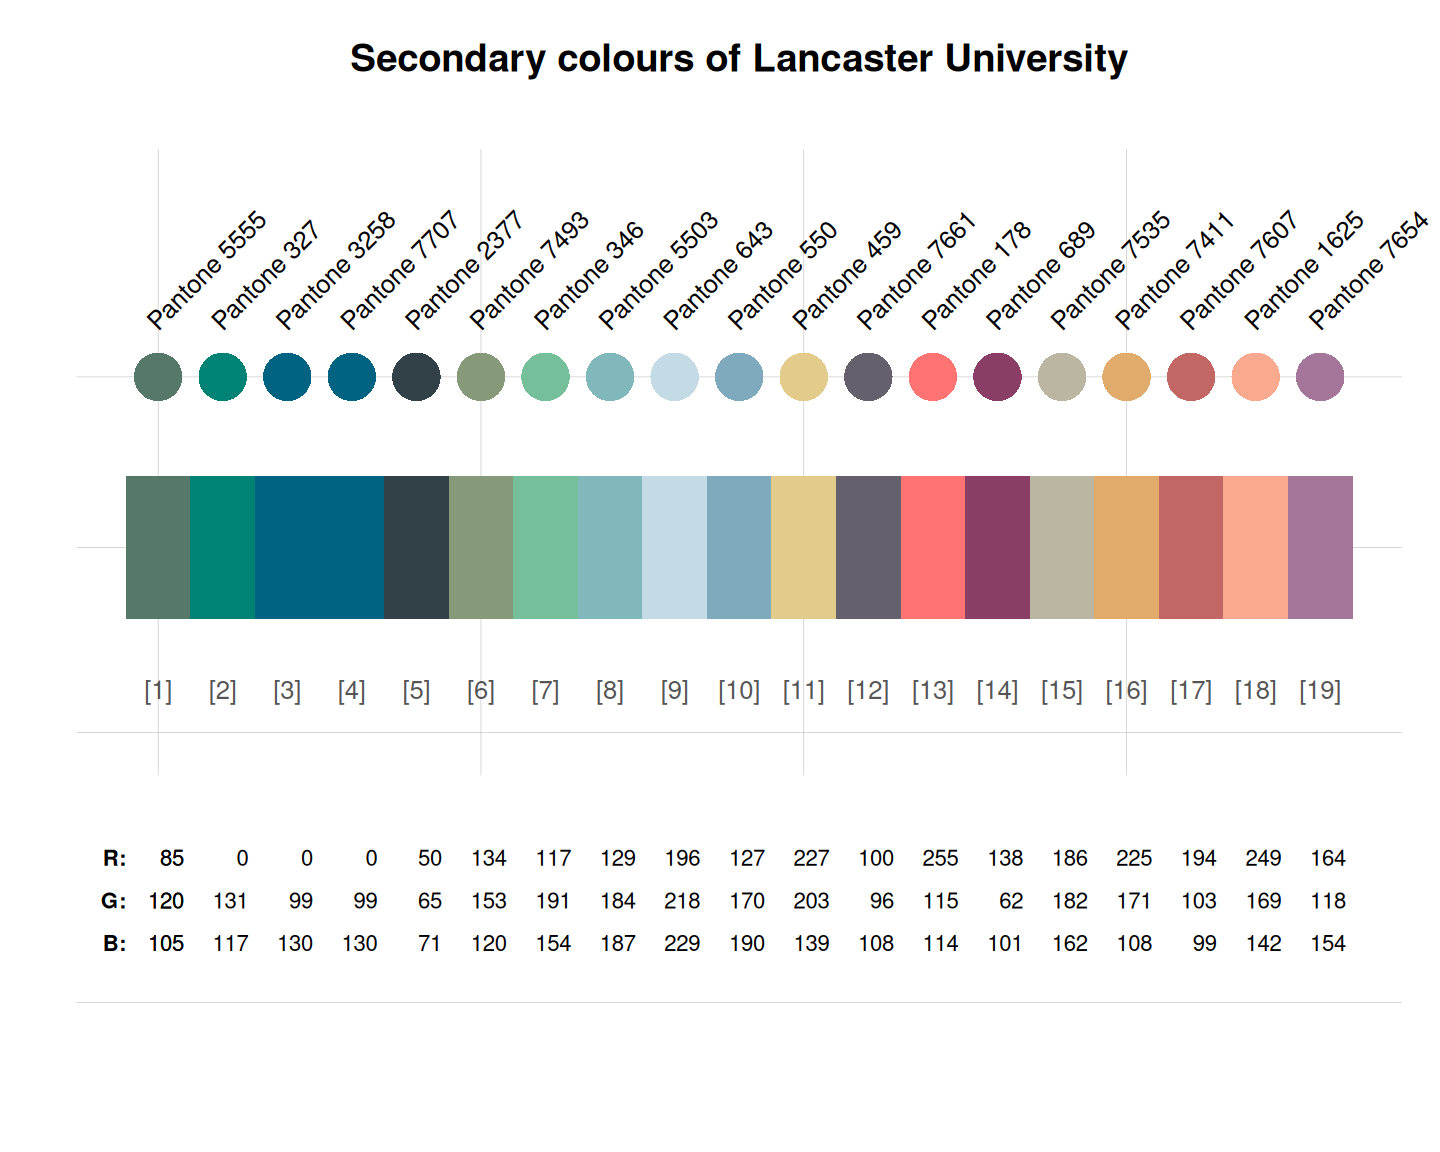 Secondary colours of Lancaster University
Pantone 5555
Pantone 327
Pantone 3258
Pantone 7707
Pantone 2377
Pantone 7493
Pantone 346
Pantone 5503
Pantone 643
Pantone 550
Pantone 459
Pantone 7661
Pantone 178
Pantone 689
Pantone 7535
Pantone 7411
Pantone 7607
Pantone 1625
Pantone 7654
[1] [2] [3] [4] [5] [6] [7] [8] [9] [10] [11] [12] [13] [14] [15] [16] [17] [18] [19]
R: 85 0 0 0 50 134 117 129 196 127 227 100 255 138 186 225 194 249 164
G: 120 131 99 99 65 153 191 184 218 170 203 96 115 62 182 171 103 169 118
B: 105 117 130 130 71 120 154 187 229 190 139 108 114 101 162 108 99 142 154